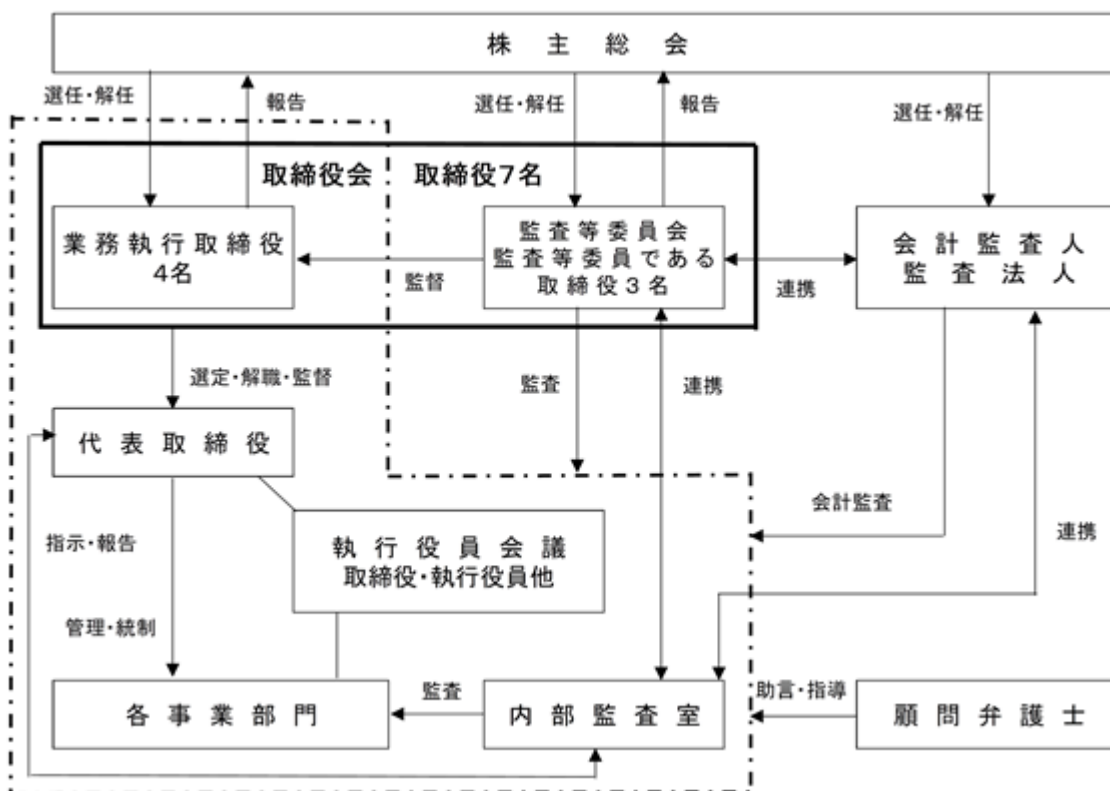 株主総会
選任・解任
報告
選任・解任
報告
選任・解任
取締役会 取締役7名
業務執行取締役
4名
監督
監査等委員会
監査等委員である
取締役3名
連携
会計監査人
監査法人
選定・解職・監督
監査
連携
代表取締役
会計監査
指示・報告
執行役員会議
取締役・執行役員他
連携
管理・統制
各事業部門
監査
内部監査室
助言・指導
顧問弁護士